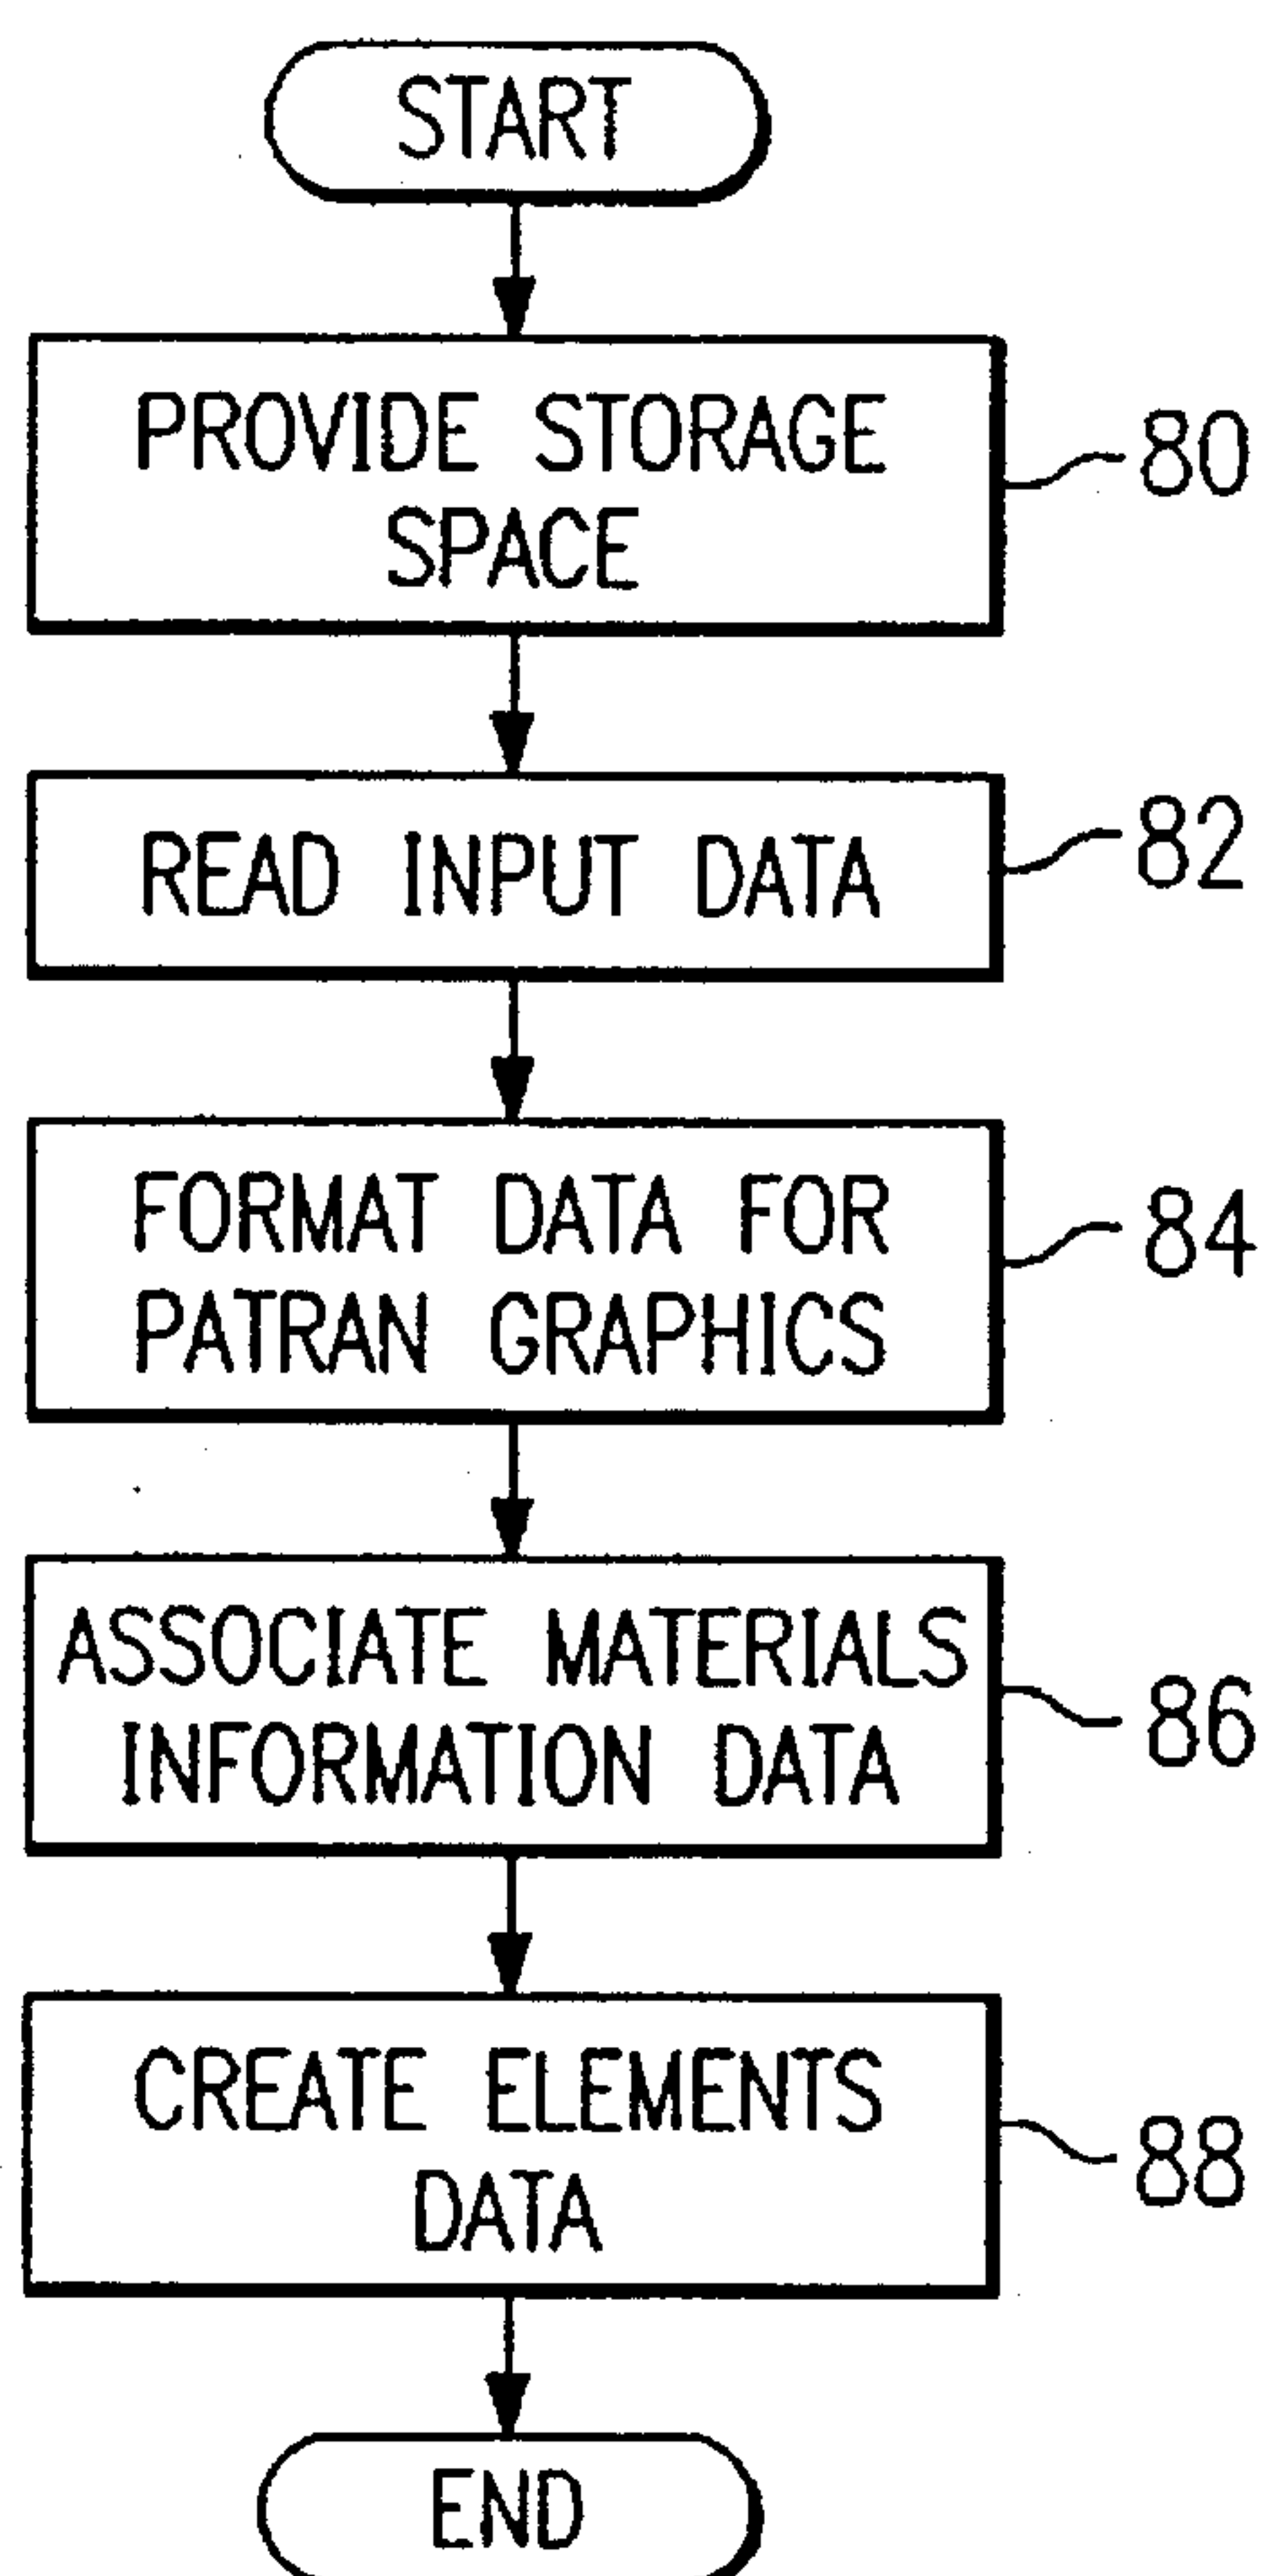 START
PROVIDE STORAGE
SPACE
80
READ INPUT DATA
82
FORMAT DATA FOR
PATRAN GRAPHICS
84
ASSOCIATE MATERIALS
INFORMATION DATA
86
CREATE ELEMENTS
DATA
88
END